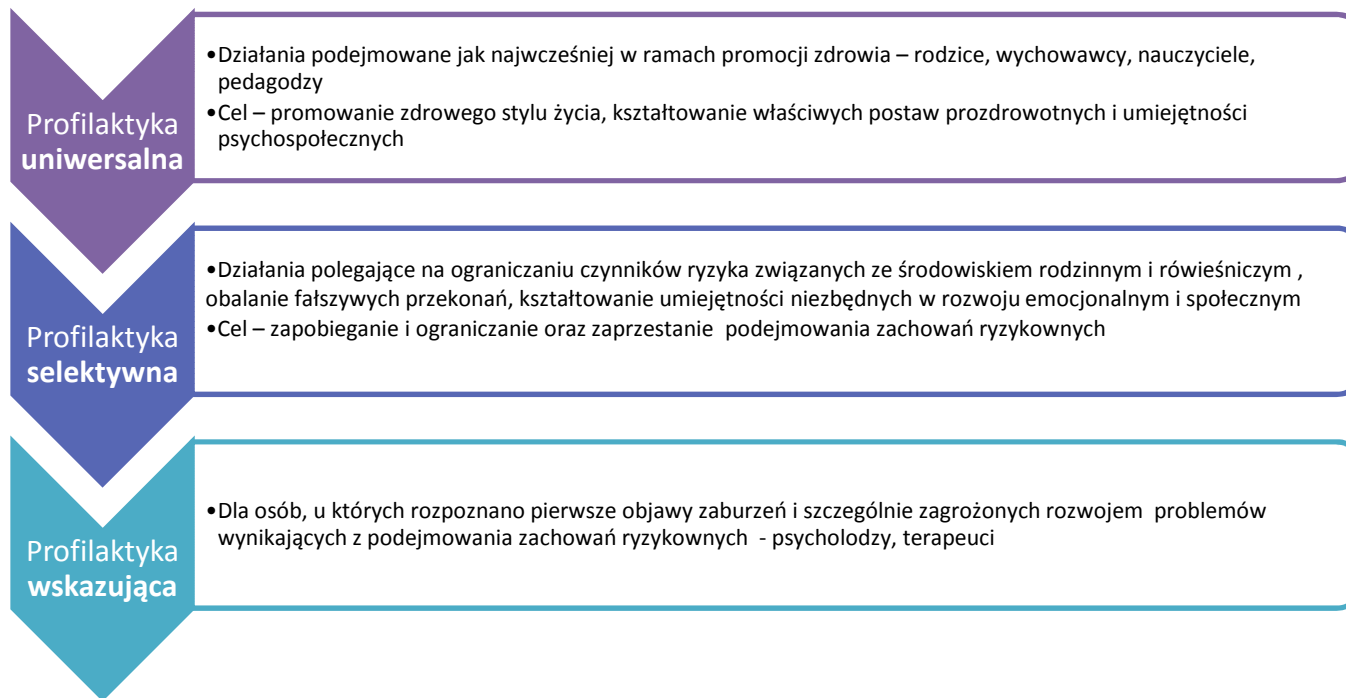 Profilaktyka
uniwersalna
•Działania podejmowane jak najwcześniej w ramach promocji zdrowia – rodzice, wychowawcy, nauczyciele,
pedagodzy
•Cel – promowanie zdrowego stylu życia, kształtowanie właściwych postaw prozdrowotnych i umiejętności
psychospołecznych
Profilaktyka
selektywna
•Działania polegające na ograniczaniu czynników ryzyka związanych ze środowiskiem rodzinnym i rówieśniczym ,
obalanie fałszywych przekonań, kształtowanie umiejętności niezbędnych w rozwoju emocjonalnym i społecznym
•Cel – zapobieganie i ograniczanie oraz zaprzestanie  podejmowania zachowań ryzykownych
Profilaktyka
wskazująca
•Dla osób, u których rozpoznano pierwsze objawy zaburzeń i szczególnie zagrożonych rozwojem  problemów
wynikających z podejmowania zachowań ryzykownych  - psycholodzy, terapeuci